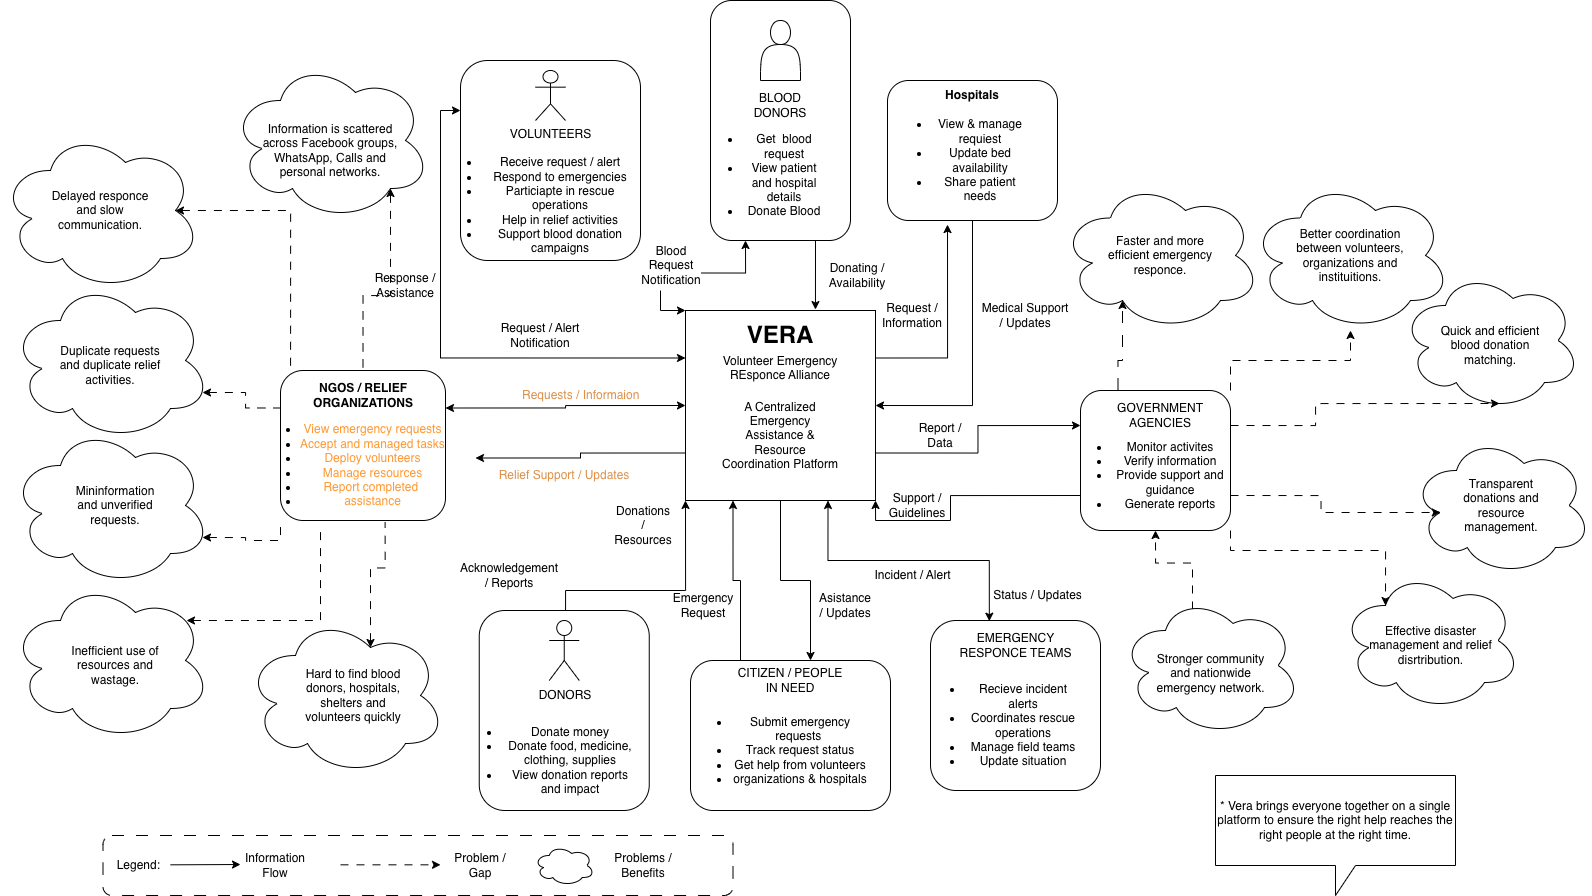 BLOOD
DONORS
Get blood
request
View patient
and hospital
details
Donate Blood
VOLUNTEERS
Receive request / alert
Respond to emergencies
Particiapte in rescue
operations
Help in relief activities
Support blood donation
campaigns
Hospitals
View & manage
requiest
Update bed
availability
Share patient
needs
Information is scattered
across Facebook groups,
WhatsApp, Calls and
personal networks.
Delayed responce
and slow
communication.
Duplicate requests
and duplicate relief
activities.
Mininformation
and unverified
requests.
Inefficient use of
resources and
wastage.
Hard to find blood
donors, hospitals,
shelters and
volunteers quickly
Response /
Assistance
Request / Alert
Notification
Blood
Request
Notification
Donating /
Availability
Request /
Information
Medical Support
/ Updates
NGOS / RELIEF
ORGANIZATIONS
View emergency requests
Accept and managed tasks
Deploy volunteers
Manage resources
Report completed
assistance
Requests / Informaion
Relief Support / Updates
VERA
Volunteer Emergency
REsponce Alliance
A Centralized
Emergency
Assistance &
Resource
Coordination Platform
Report /
Data
Support /
Guidelines
GOVERNMENT
AGENCIES
Monitor activites
Verify information
Provide support and
guidance
Generate reports
Faster and more
efficient emergency
responce.
Better coordination
between volunteers,
organizations and
instituitions.
Quick and efficient
blood donation
matching.
Transparent
donations and
resource
management.
Effective disaster
management and relief
disrtribution.
Stronger community
and nationwide
emergency network.
Donations
/
Resources
Acknowledgement
/ Reports
Emergency
Request
Asistance
/ Updates
Incident / Alert
Status / Updates
DONORS
Donate money
Donate food, medicine,
clothing, supplies
View donation reports
and impact
CITIZEN / PEOPLE
IN NEED
Submit emergency
requests
Track request status
Get help from volunteers
organizations & hospitals
EMERGENCY
RESPONCE TEAMS
Recieve incident
alerts
Coordinates rescue
operations
Manage field teams
Update situation
* Vera brings everyone together on a single
platform to ensure the right help reaches the
right people at the right time.
Legend:
Information
Flow
Problem /
Gap
Problems /
Benefits